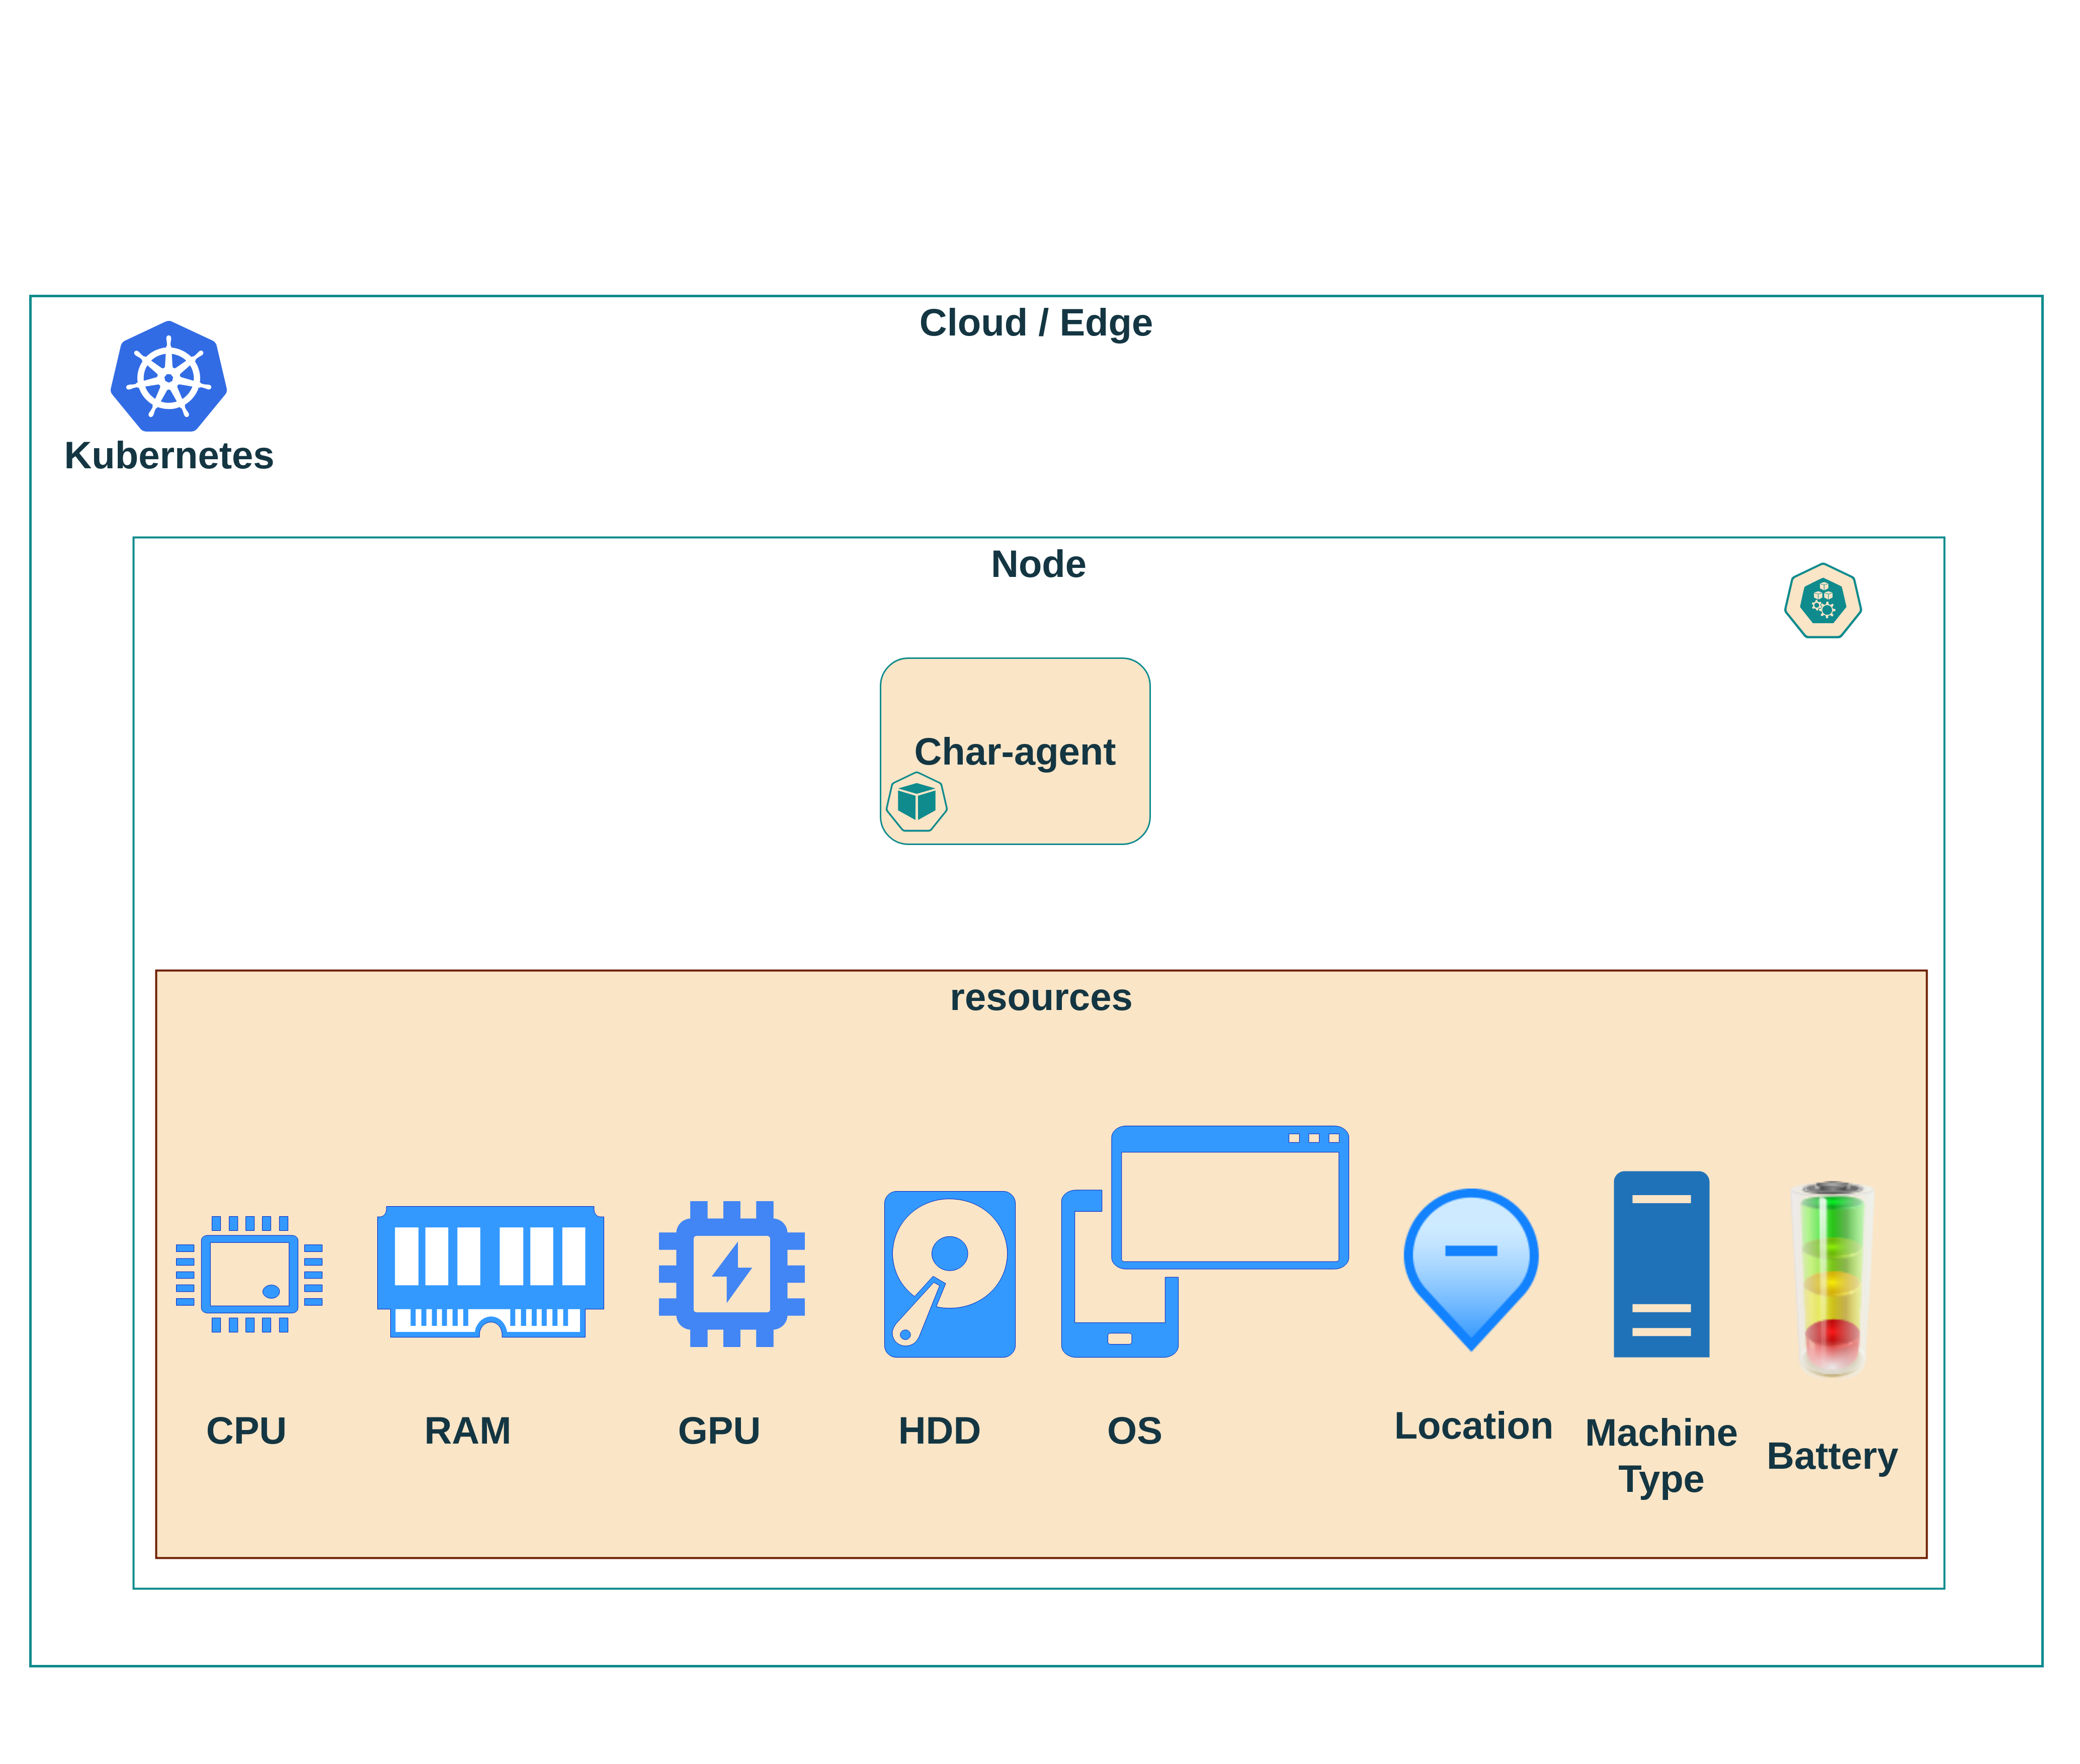 Cloud / Edge
Kubernetes
Node
Char-agent
resources
CPU
RAM
GPU
HDD
OS
Location
Machine
Type
Battery